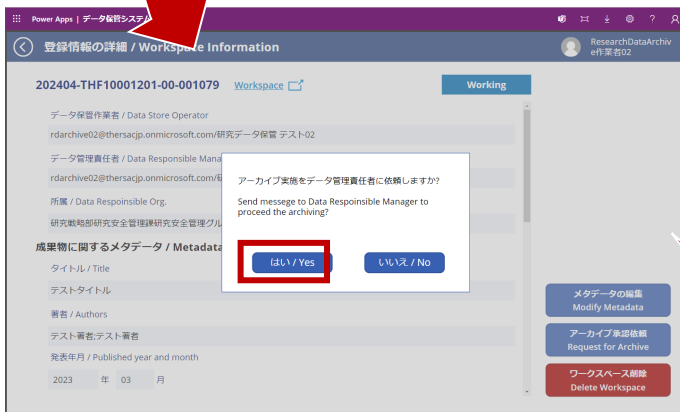 Power Apps | データ保管システム
ResearchDataArchiv
e作業者02
登録情報の詳細 / Workspace Information
202404-THF10001201-00-001079 Workspace
Working
データ保管作業者 / Data Store Operator
rdarchive02@thersacjp.onmicrosoft.com/研究データ保管 テスト02
データ管理責任者 / Data Responsible Mana
rdarchive02@thersacjp.onmicrosoft.com/
所属 / Data Respoinsible Org.
研究戦略部研究安全管理課研究安全管理グル
成果物に関するメタデータ / Metadata
タイトル / Title
テストタイトル
著者 / Authors
テスト著者;テスト著者
発表年月 / Published year and month
2023 年 03 月
アーカイブ実施をデータ管理責任者に依頼しますか?
Send messege to Data Respoinsible Manager to
proceed the archiving?
はい / Yes
いいえ / No
メタデータの編集
Modify Metadata
アーカイブ承認依頼
Request for Archive
ワークスペース削除
Delete Workspace